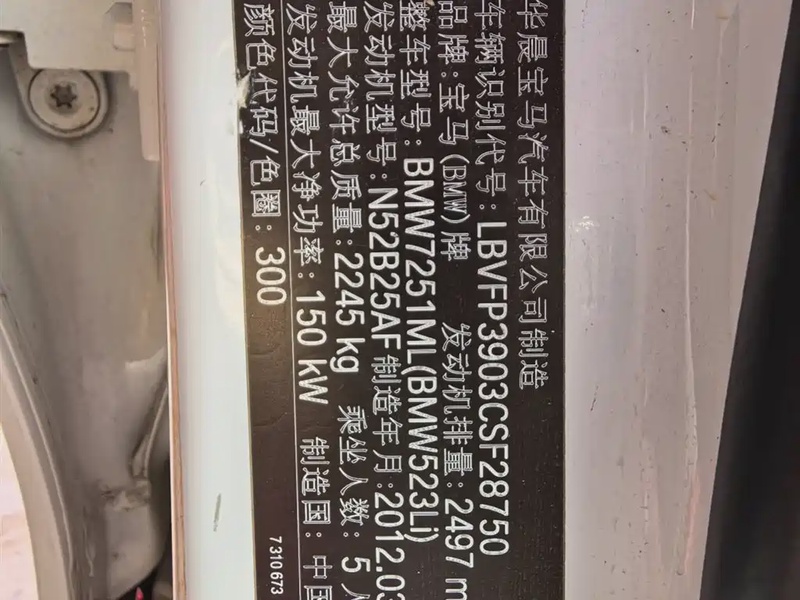 华晨宝马汽车有限公司制造
车辆识别代号: LBVFP3903CSF28750
品牌: 宝马(BMW)牌 发动机排量: 2497 m
整车型号: BMW7251ML(BMW523Li)
发动机型号: N52B25AF 制造年月: 2012.03
最大允许总质量: 2245 kg 乘坐人数: 5 人
发动机最大净功率: 150 kW 制造国: 中国
颜色代码/色圈: 300
7 310 673